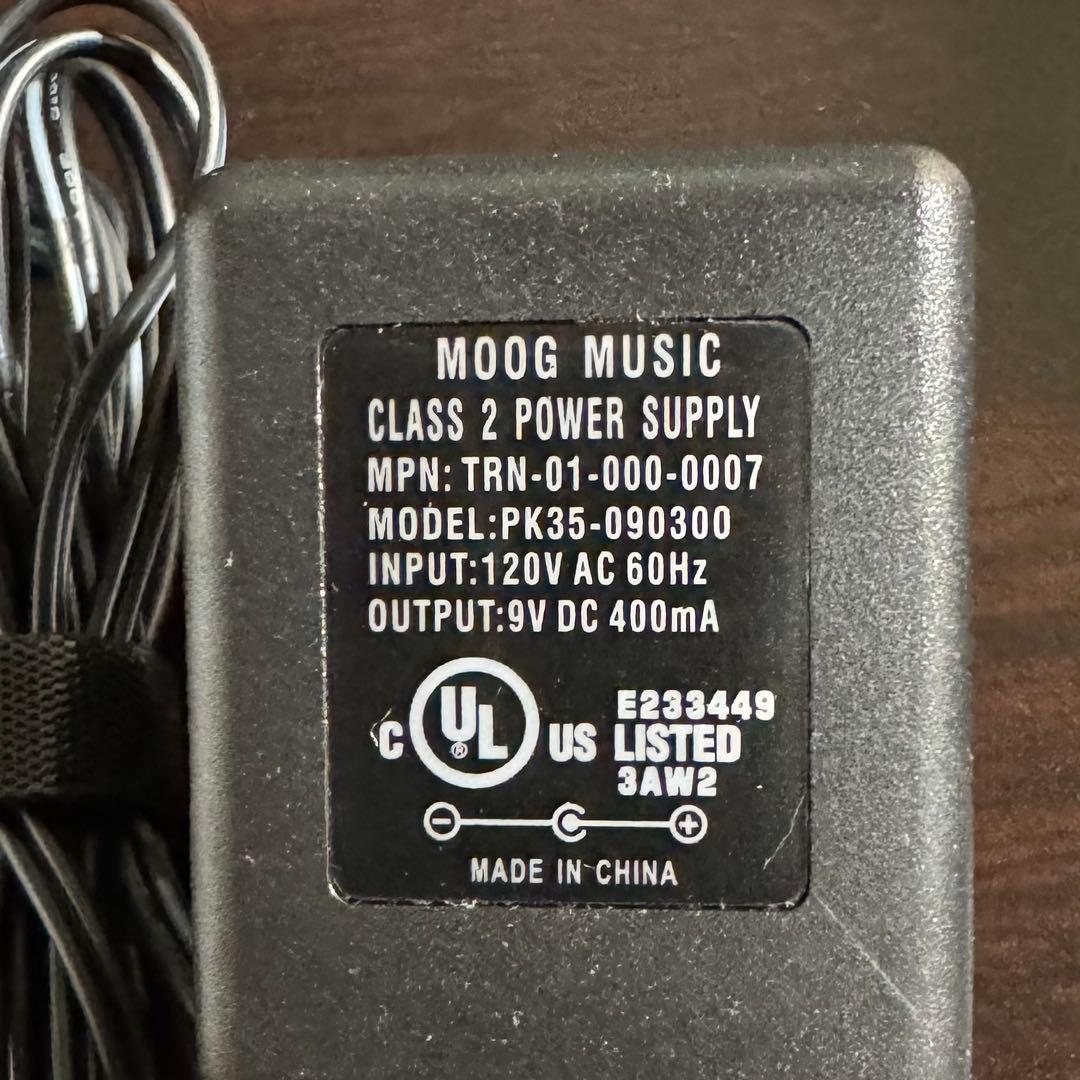 MOOG MUSIC
CLASS 2 POWER SUPPLY
MPN: TRN-01-000-0007
MODEL:PK35-090300
INPUT:120V AC 60Hz
OUTPUT:9V DC 400mA
C UL® US
E233449
LISTED
3AW2
- +
MADE IN CHINA